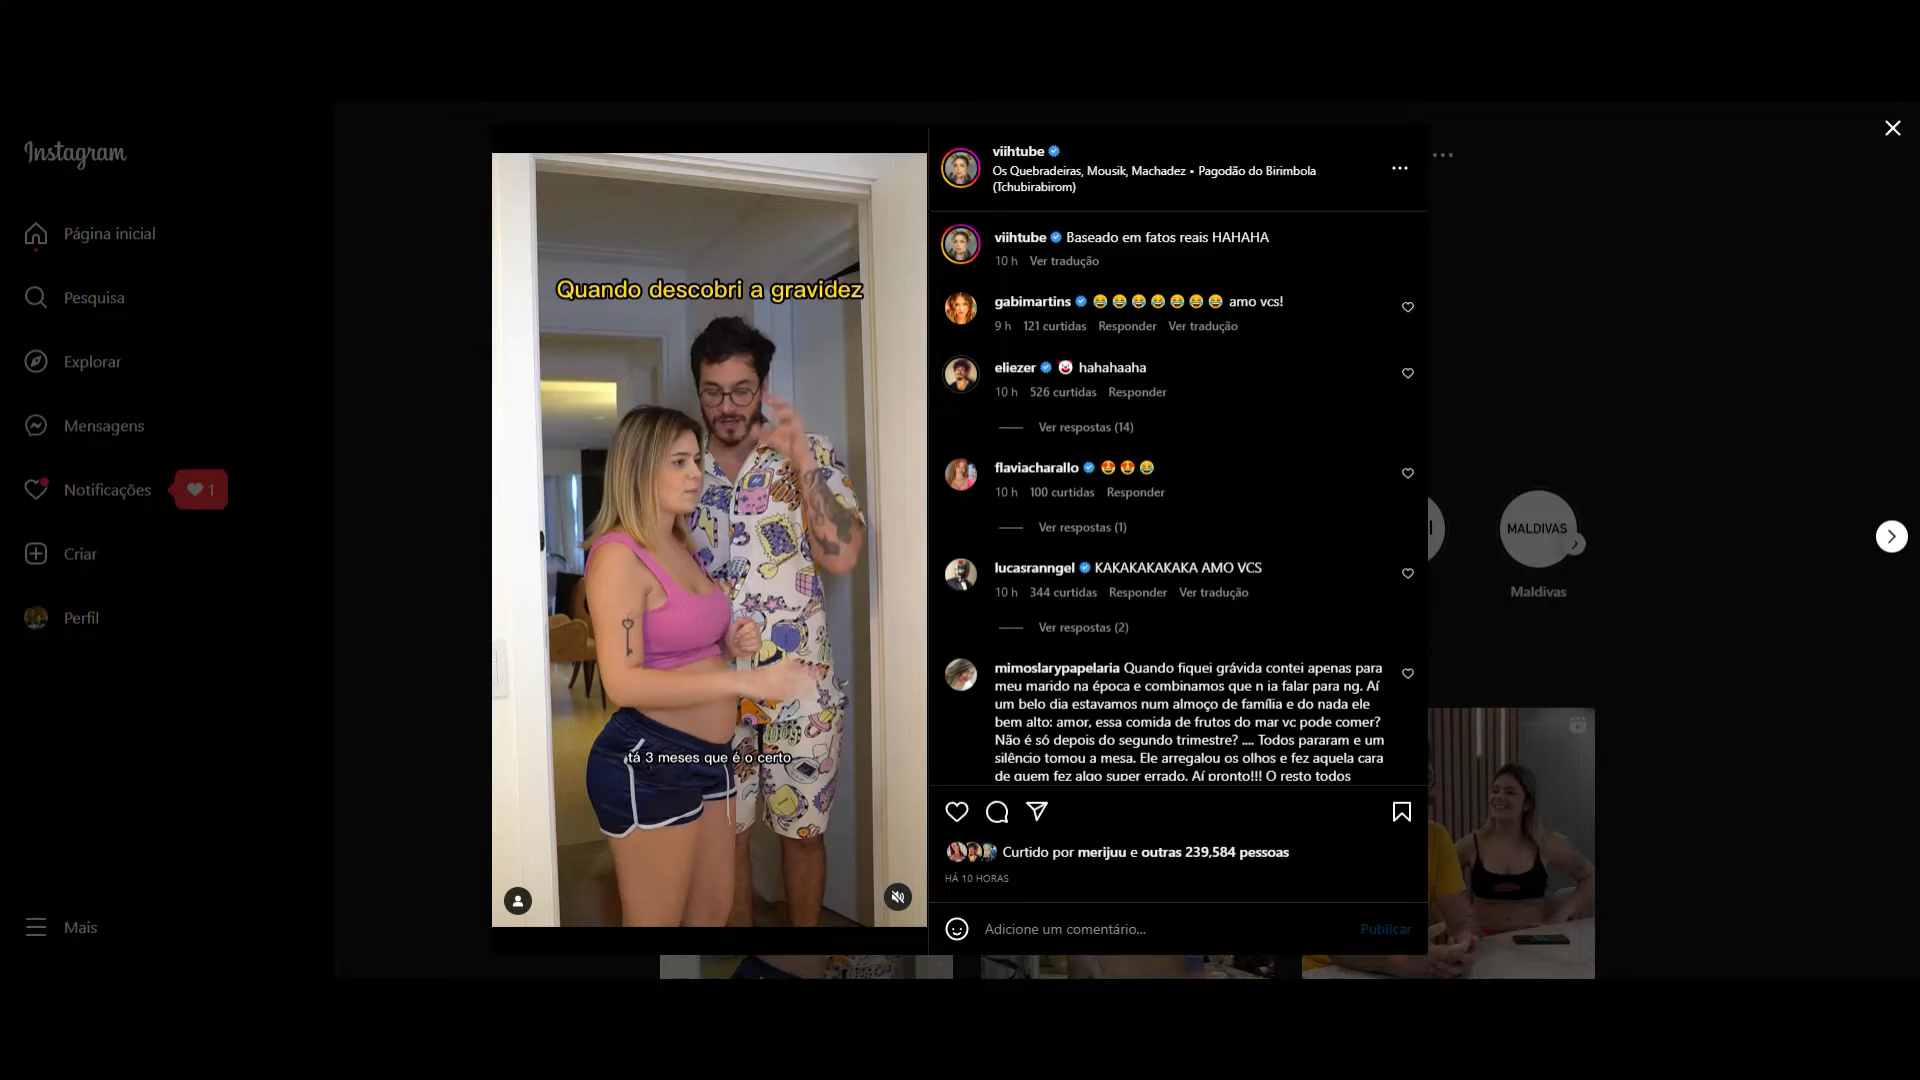 Instagram
Página inicial
Pesquisa
Explorar
Mensagens
Notificações
1
Criar
Perfil
Mais
Quando descobri a gravidez
tá 3 meses que é o certo
viihtube
Os Quebradeiras, Mousik, Machadez • Pagodão do Birimbola
(Tchubirabirom)
viihtube Baseado em fatos reais HAHAHA
10 h Ver tradução
gabimartins 😂😂😂😂😂😂😂 amo vcs!
9 h 121 curtidas Responder Ver tradução
eliezer 🤡 hahahaaha
10 h 526 curtidas Responder
Ver respostas (14)
flaviacharallo 😍😍😂
10 h 100 curtidas Responder
Ver respostas (1)
lucasranngel KAKAKAKAKAKA AMO VCS
10 h 344 curtidas Responder Ver tradução
Ver respostas (2)
mimoslarypapelaria Quando fiquei grávida contei apenas para
meu marido na época e combinamos que n ia falar para ng. Aí
um belo dia estavamos num almoço de família e do nada ele
bem alto: amor, essa comida de frutos do mar vc pode comer?
Não é só depois do segundo trimestre? .... Todos pararam e um
silêncio tomou a mesa. Ele arregalou os olhos e fez aquela cara
de quem fez algo super errado. Aí pronto!!! O resto todos
Curtido por merijuu e outras 239,584 pessoas
HÁ 10 HORAS
Adicione um comentário...
Publicar
MALDIVAS
Maldivas